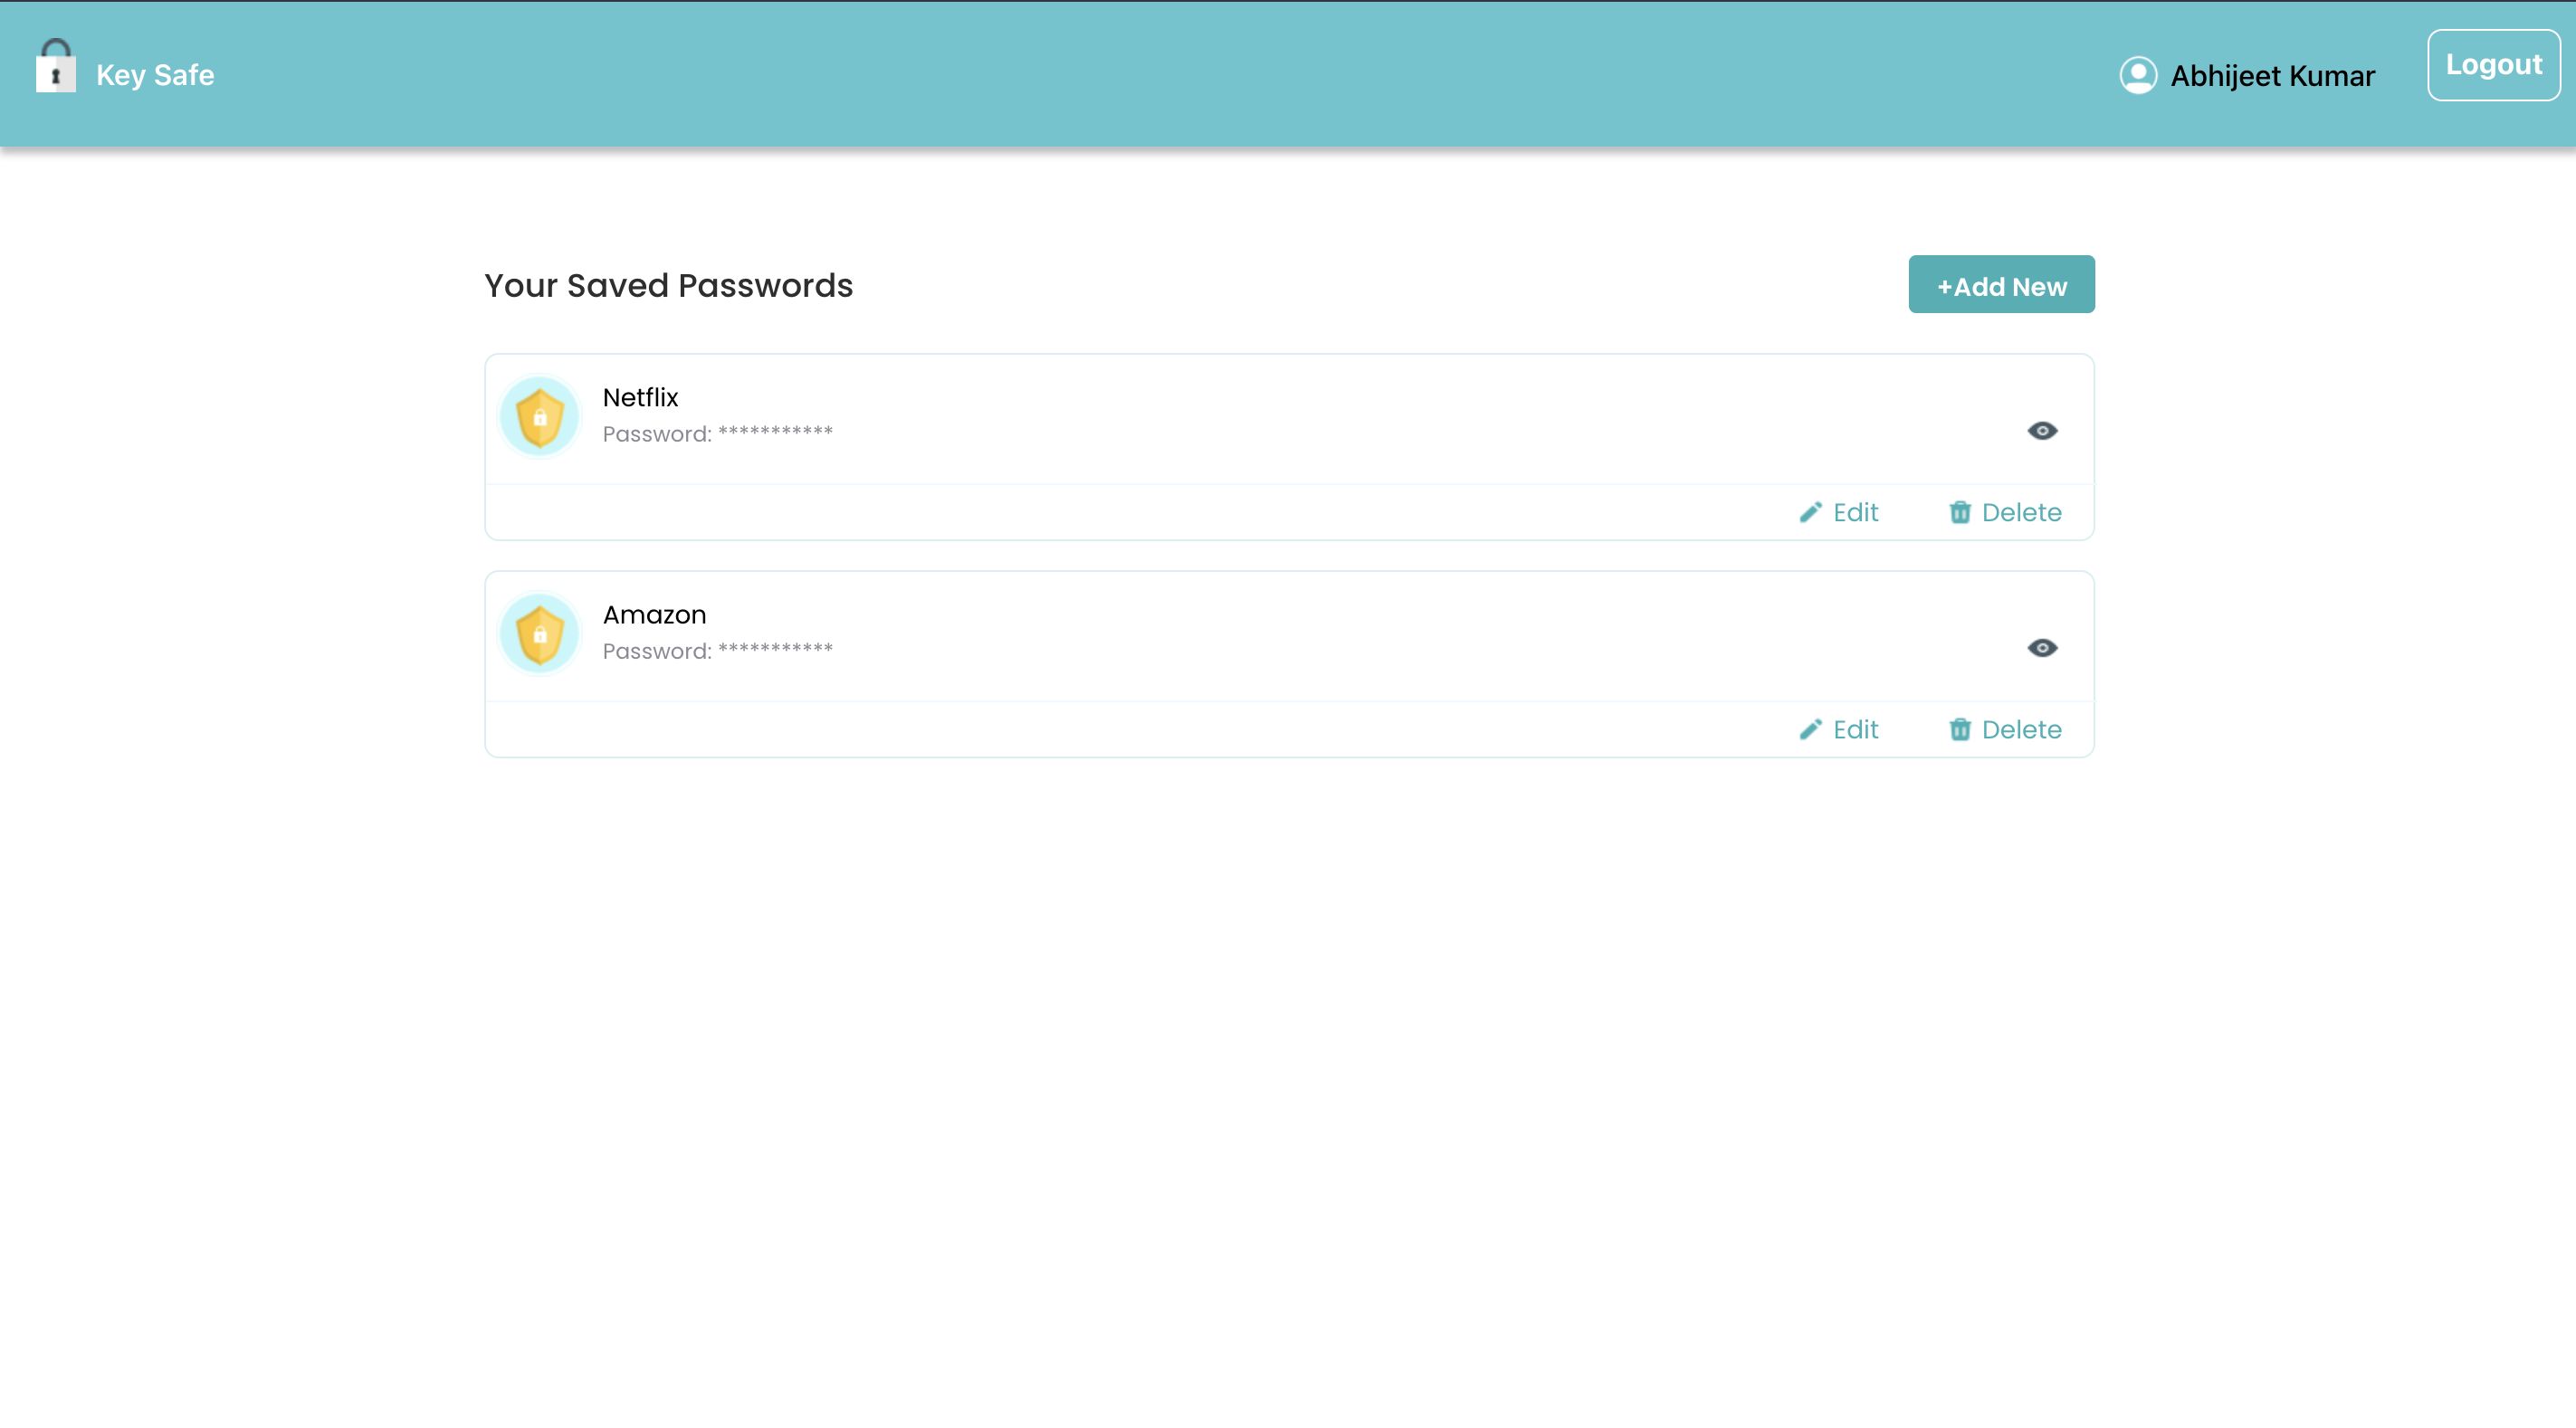 Key Safe
Abhijeet Kumar
Logout
Your Saved Passwords
+Add New
Netflix
Password: ***********
Edit
Delete
Amazon
Password: ***********
Edit
Delete